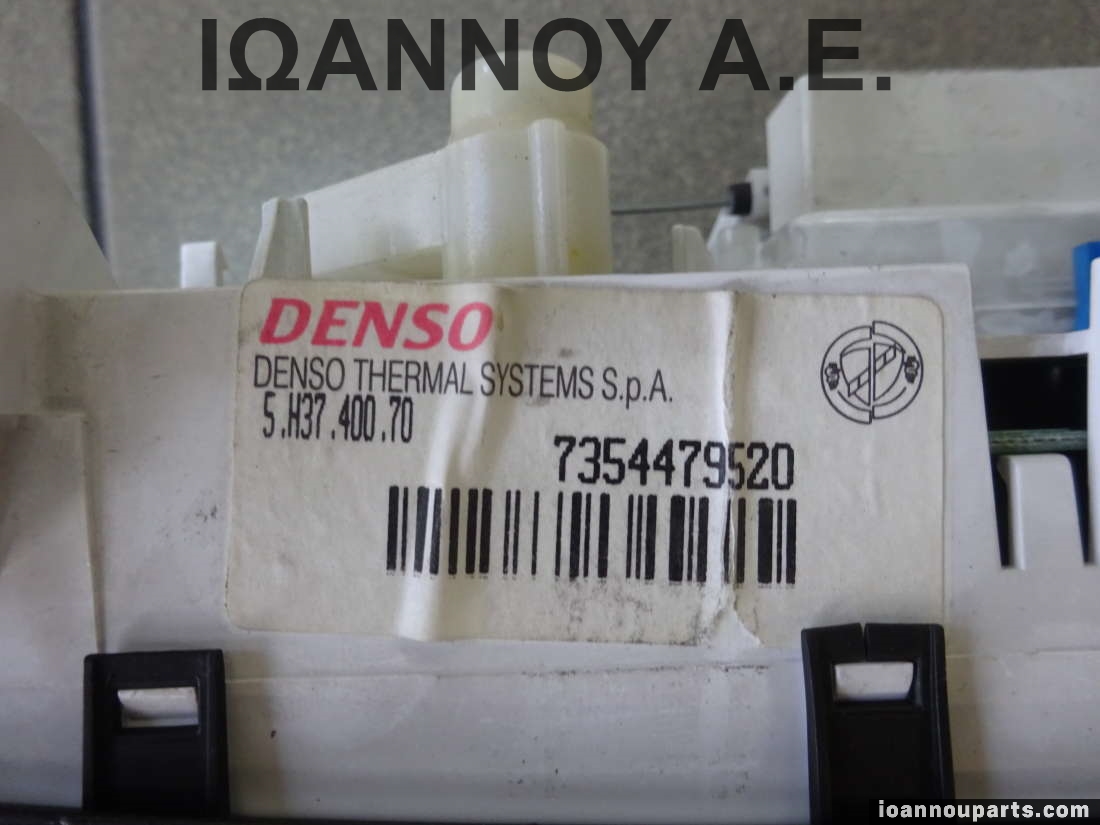 ΙΩΑΝΝΟΥ Α.Ε.
DENSO
DENSO THERMAL SYSTEMS S.p.A.
5.H37.400.70
7354479520
ioannouparts.com